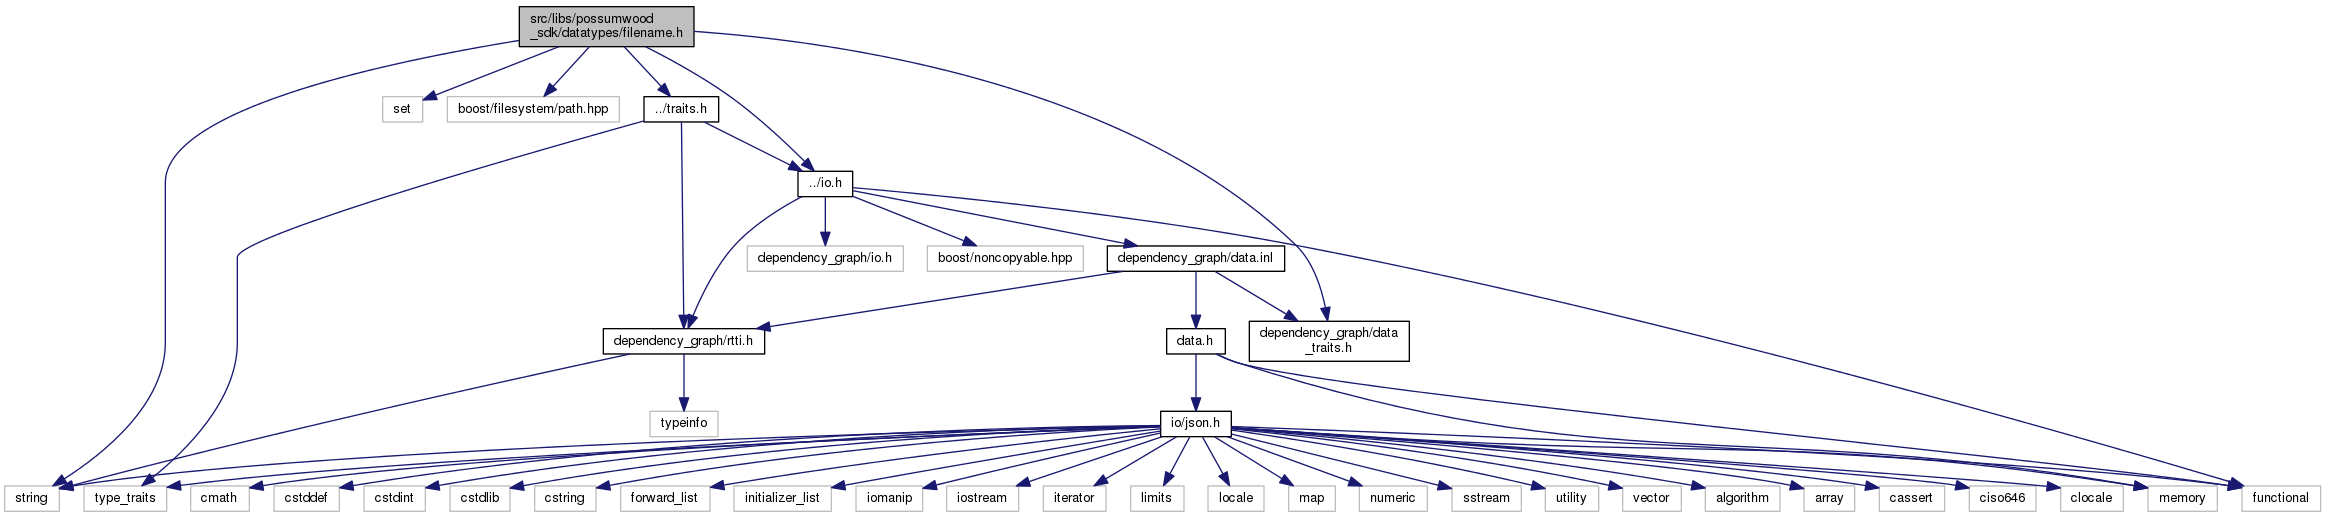 src/libs/possumwood
_sdk/datatypes/filename.h
set
boost/filesystem/path.hpp
../traits.h
../io.h
dependency_graph/io.h
boost/noncopyable.hpp
dependency_graph/data.inl
dependency_graph/rtti.h
data.h
dependency_graph/data
_traits.h
typeinfo
io/json.h
string
type_traits
cmath
cstddef
cstdint
cstdlib
cstring
forward_list
initializer_list
iomanip
iostream
iterator
limits
locale
map
numeric
sstream
utility
vector
algorithm
array
cassert
ciso646
clocale
memory
functional